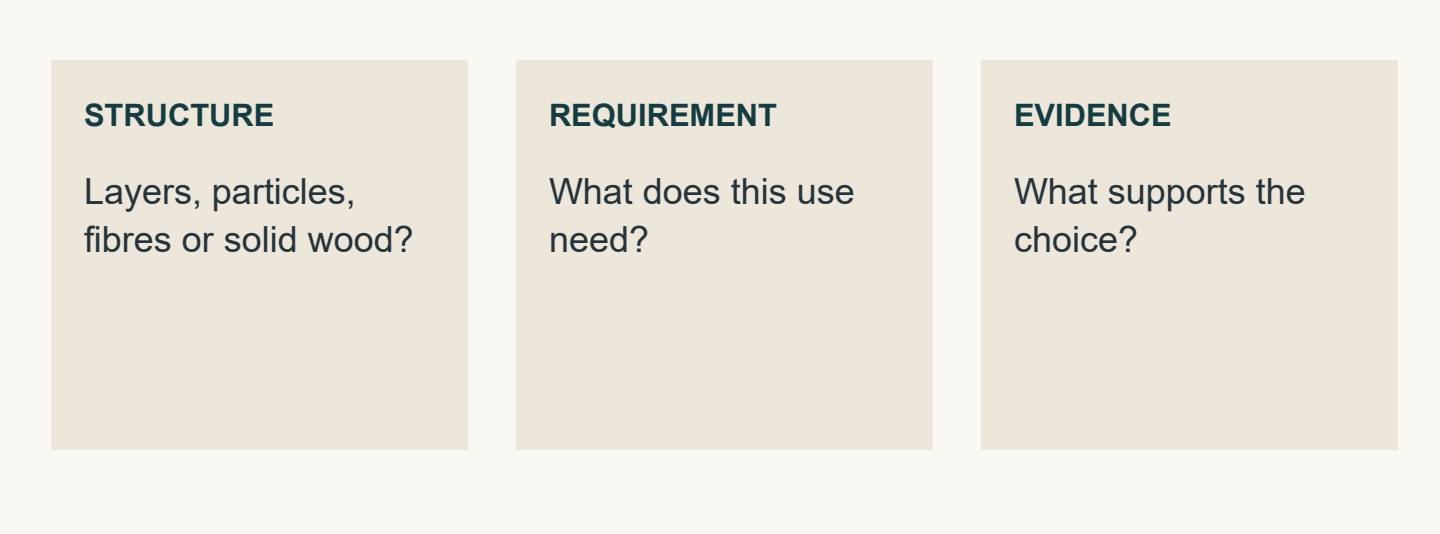 STRUCTURE
Layers, particles,
fibres or solid wood?
REQUIREMENT
What does this use
need?
EVIDENCE
What supports the
choice?